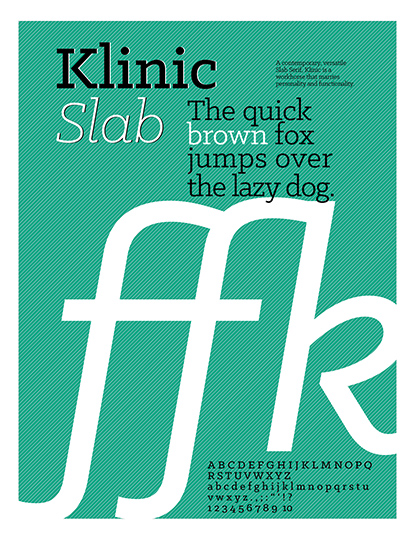 Klinic
Slab
A contemporary, versatile
Slab Serif, Klinic is a
workhorse that marries
personality and functionality.
The quick
brown fox
jumps over
the lazy dog.
ffk
ABCDEFGHIJKLMNOPQ
RSTUVWXYZ
abcdefghijklmnopqrstu
vwxyz.,:;"'!?
12345678910